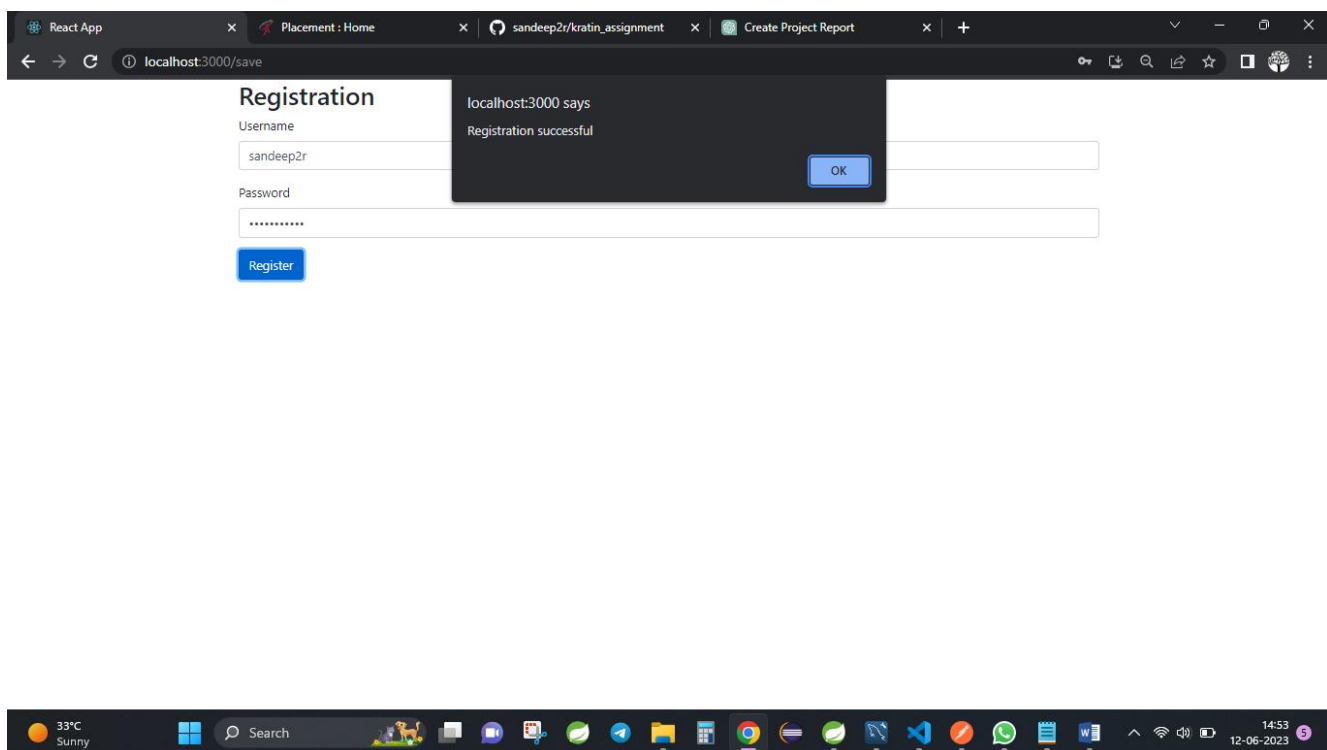 React App
Placement : Home
sandeep2r/kratin_assignment
Create Project Report
localhost:3000/save
Registration
localhost:3000 says
Registration successful
OK
Username
sandeep2r
Password
•••••••••••
Register
33°C
Sunny
Search
14:53
12-06-2023
5